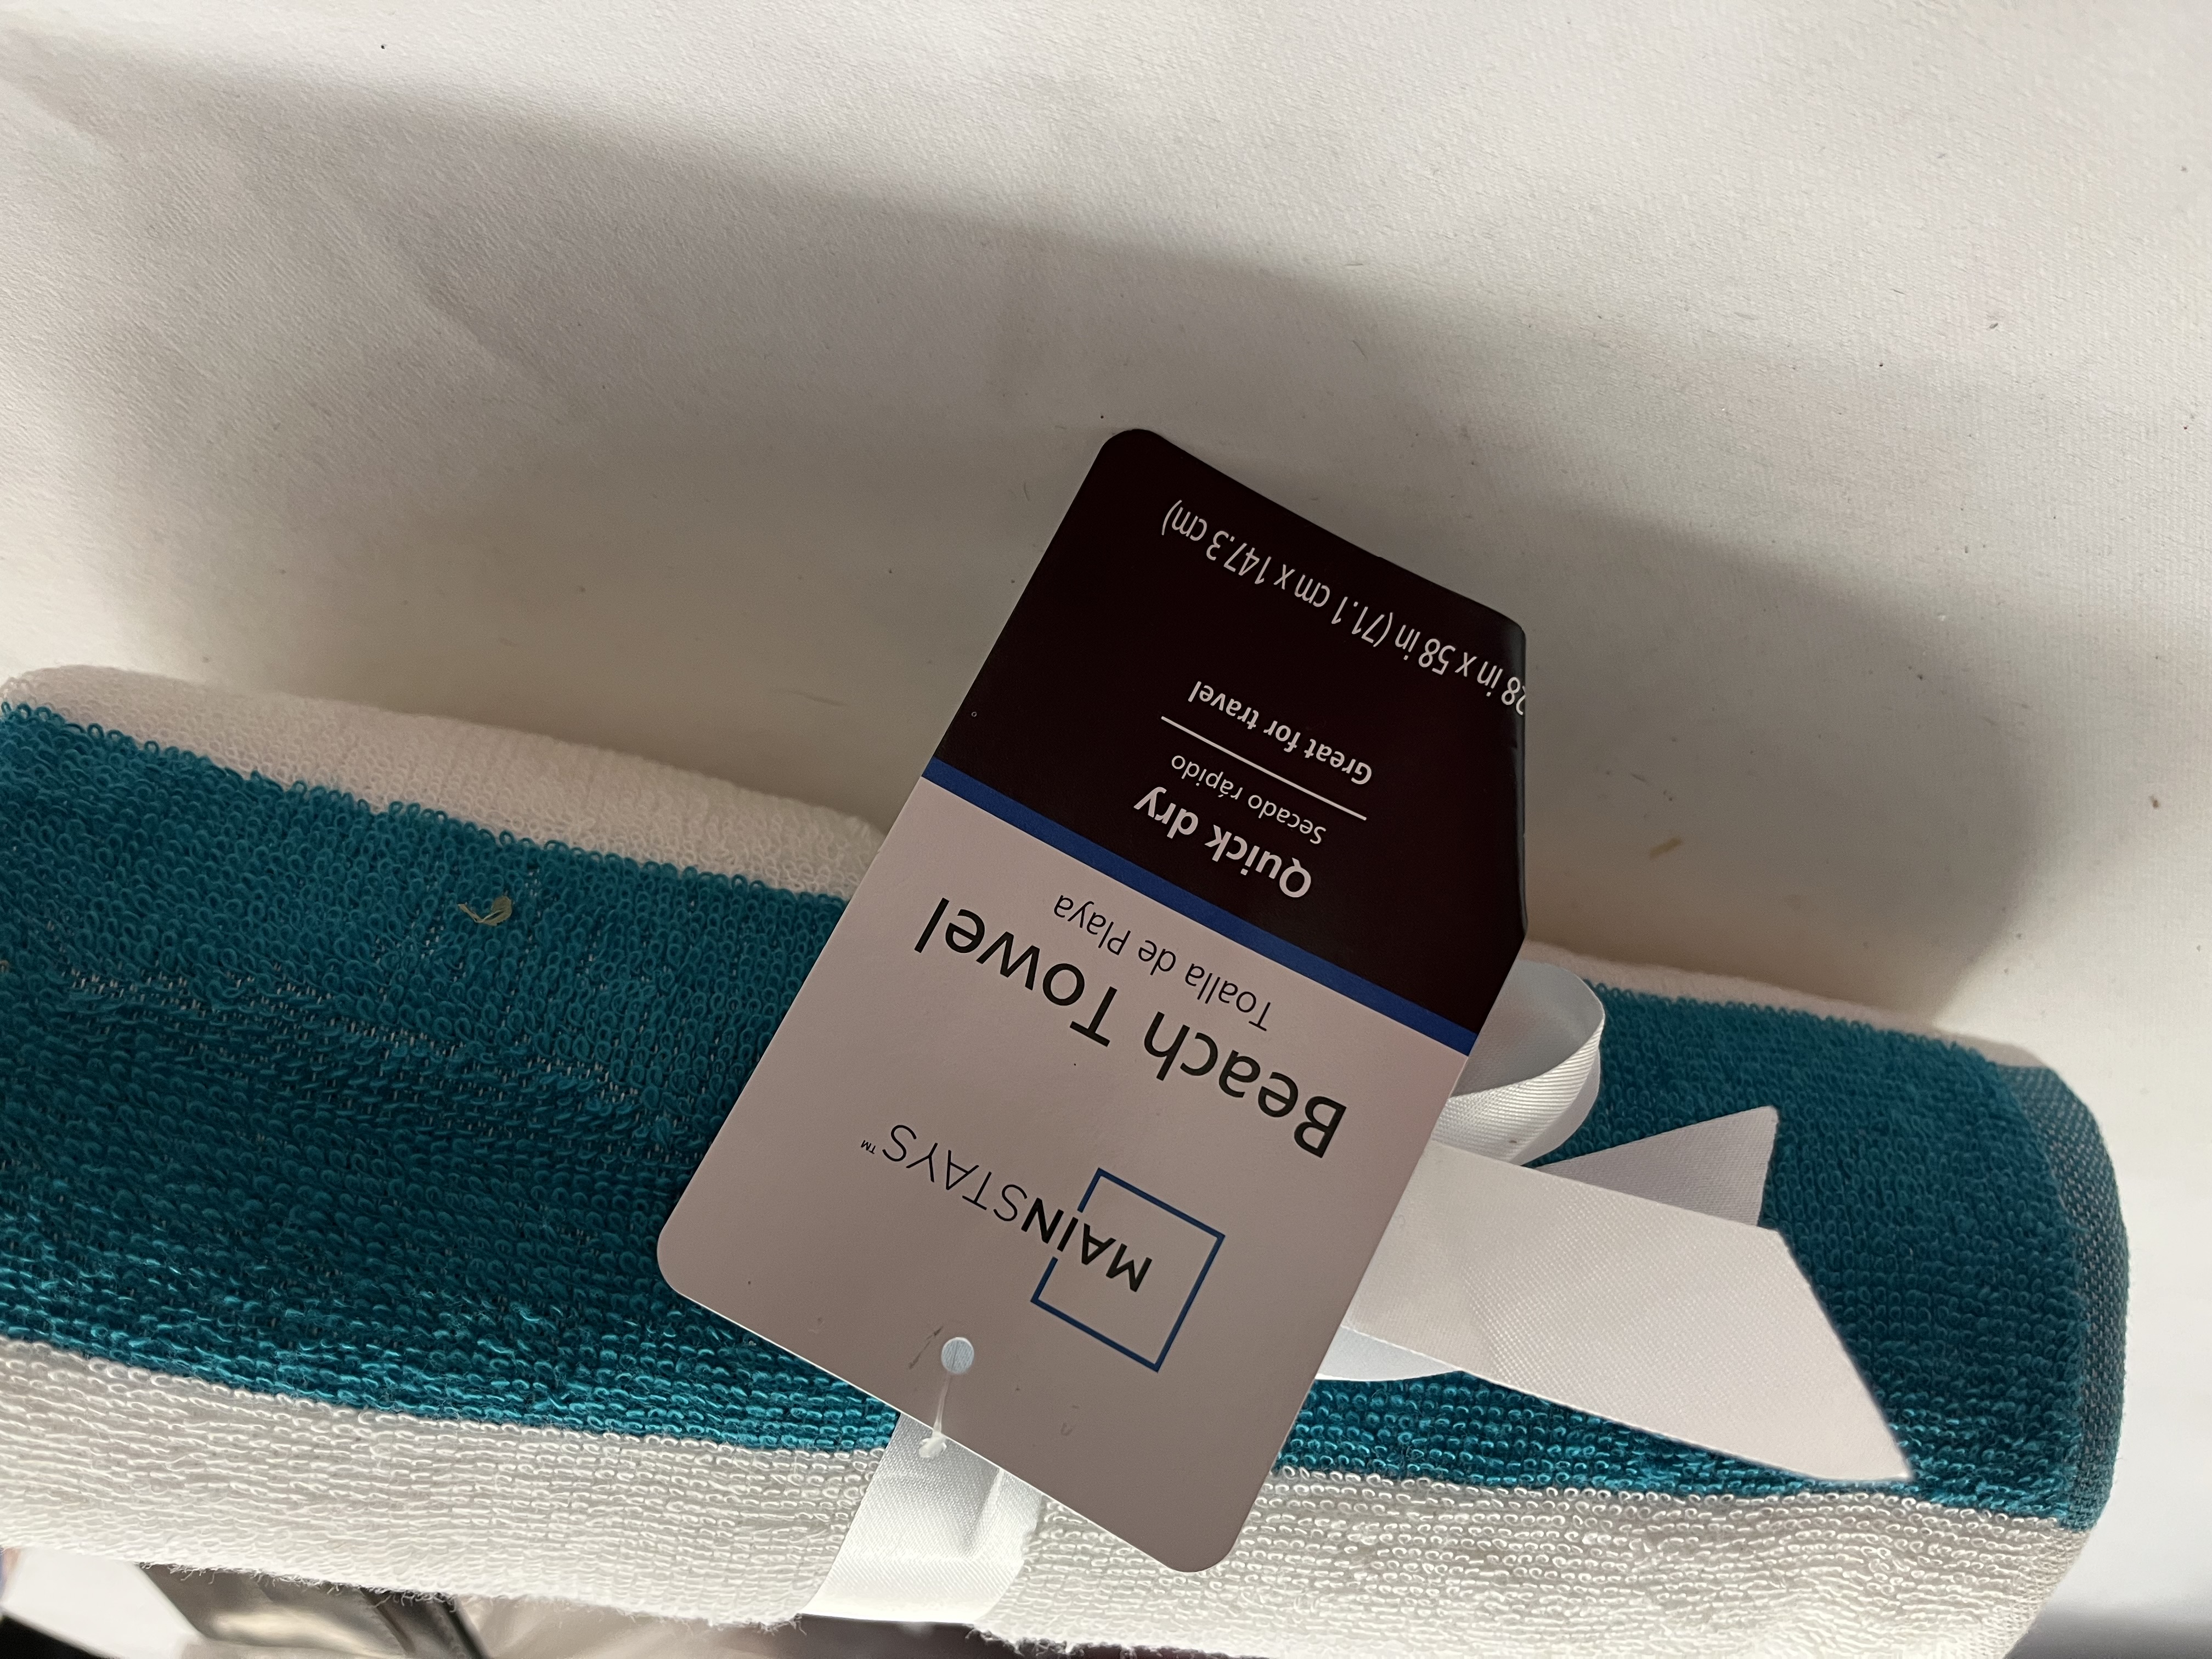 MAINSTAYS™
Beach Towel
Toalla de Playa
Quick dry
Secado rápido
Great for travel
28 in x 58 in (71.1 cm x 147.3 cm)